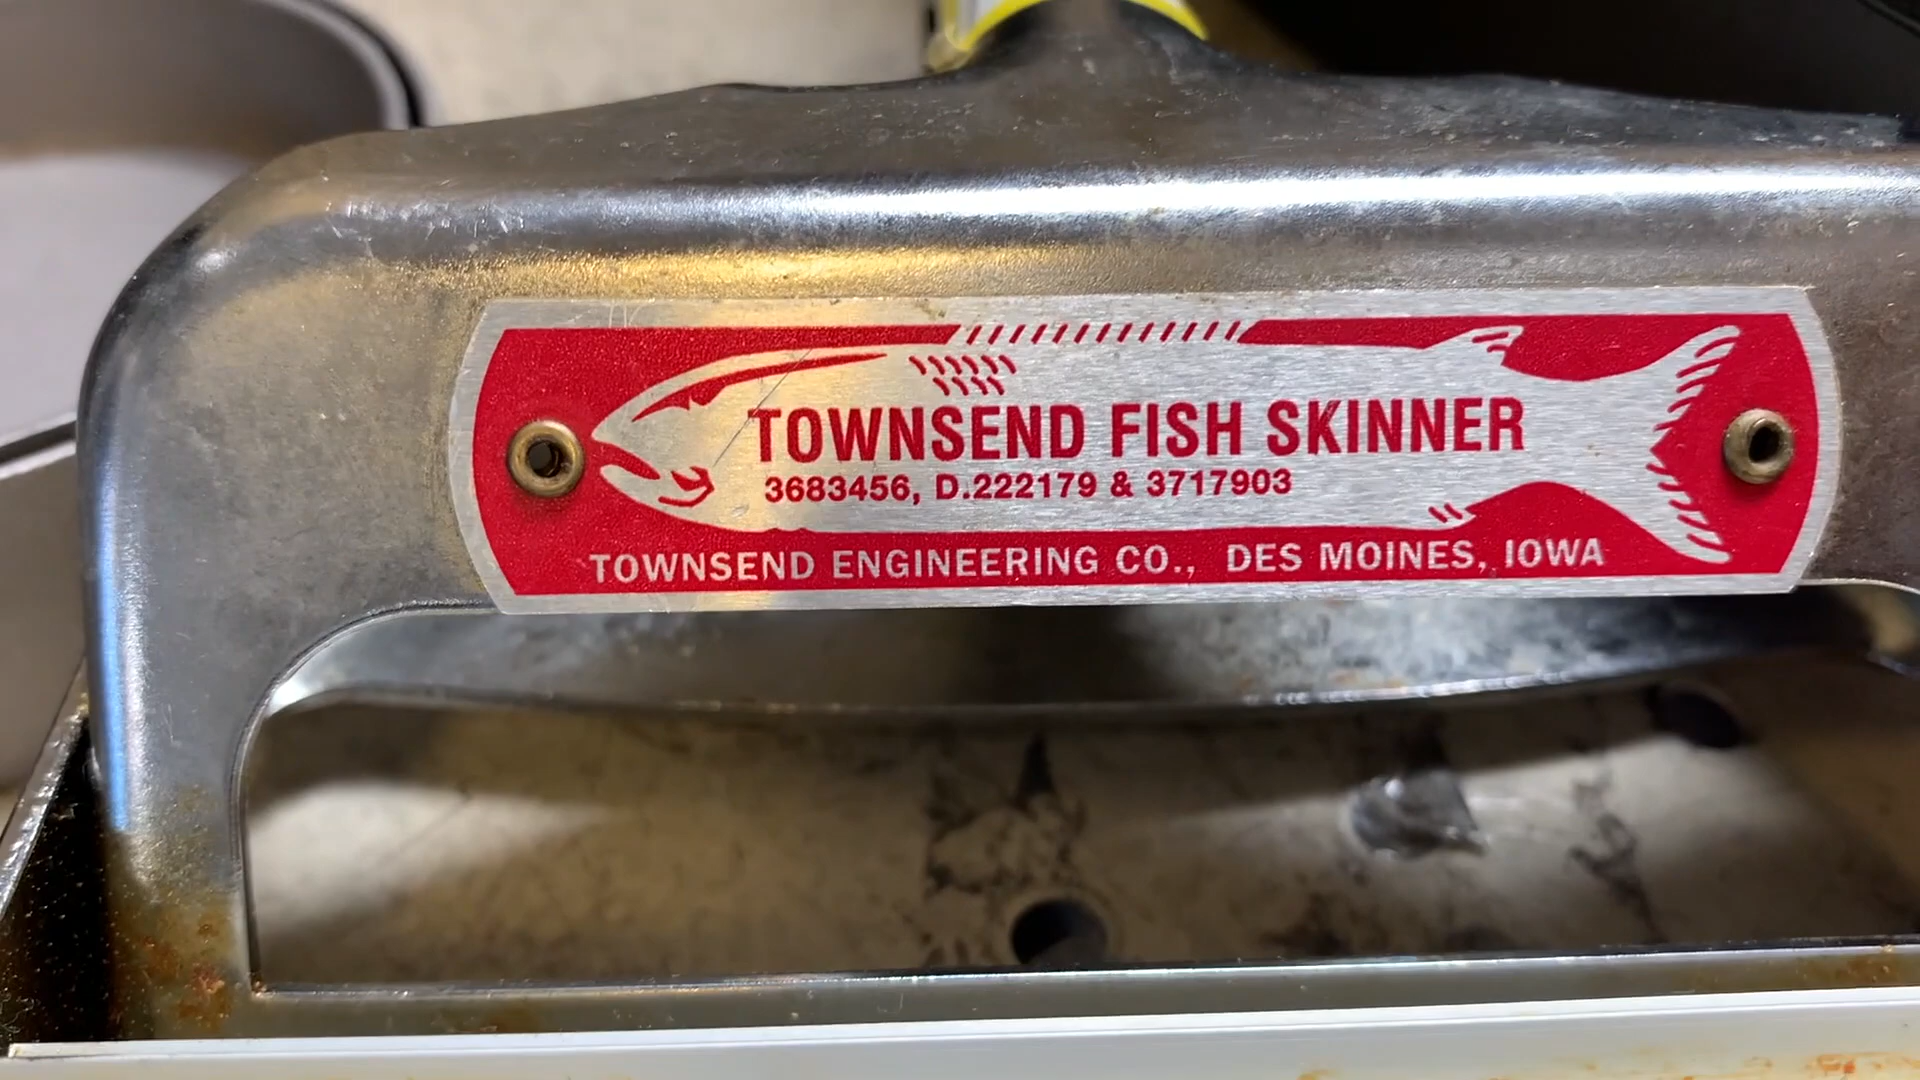 TOWNSEND FISH SKINNER
3683456, D.222179 & 3717903
TOWNSEND ENGINEERING CO., DES MOINES, IOWA